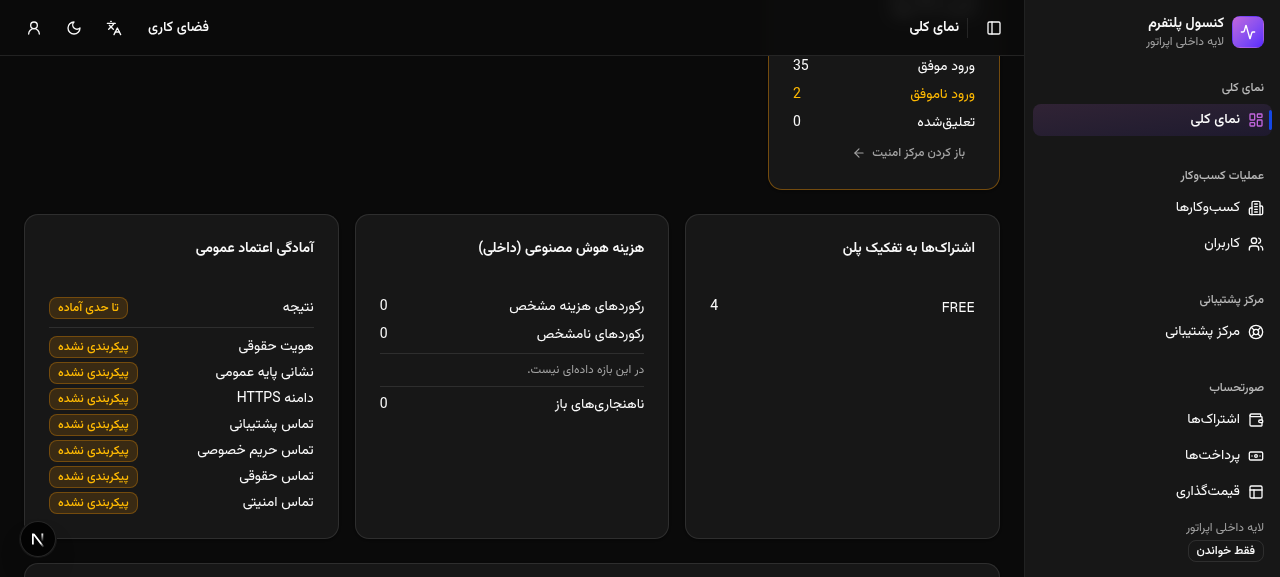 کنسول پلتفرم
لایه داخلی اپراتور
نمای کلی
نمای کلی
عملیات کسب‌وکار
کسب‌وکارها
کاربران
مرکز پشتیبانی
مرکز پشتیبانی
صورتحساب
اشتراک‌ها
پرداخت‌ها
قیمت‌گذاری
لایه داخلی اپراتور
فقط خواندن
نمای کلی
فضای کاری
ورود موفق 35
ورود ناموفق 2
تعلیق‌شده 0
باز کردن مرکز امنیت
اشتراک‌ها به تفکیک پلن
FREE 4
هزینه هوش مصنوعی (داخلی)
رکوردهای هزینه مشخص 0
رکوردهای نامشخص 0
در این بازه داده‌ای نیست.
ناهنجاری‌های باز 0
آمادگی اعتماد عمومی
نتیجه تا حدی آماده
هویت حقوقی پیکربندی نشده
نشانی پایه عمومی پیکربندی نشده
دامنه HTTPS پیکربندی نشده
تماس پشتیبانی پیکربندی نشده
تماس حریم خصوصی پیکربندی نشده
تماس حقوقی پیکربندی نشده
تماس امنیتی پیکربندی نشده
N